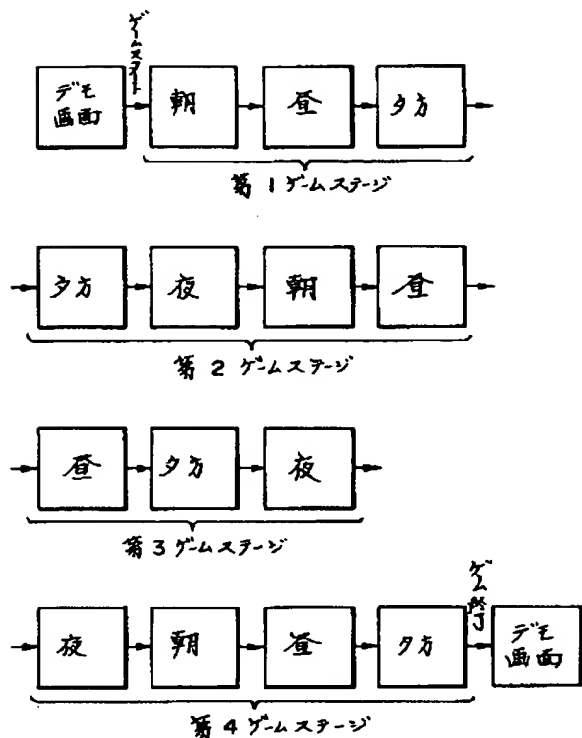 デモ
画面
ゲームスタート
朝
昼
夕方
第1ゲームステージ
夕方
夜
朝
昼
第2ゲームステージ
昼
夕方
夜
第3ゲームステージ
夜
朝
昼
夕方
ゲーム終了
デモ
画面
第4ゲームステージ